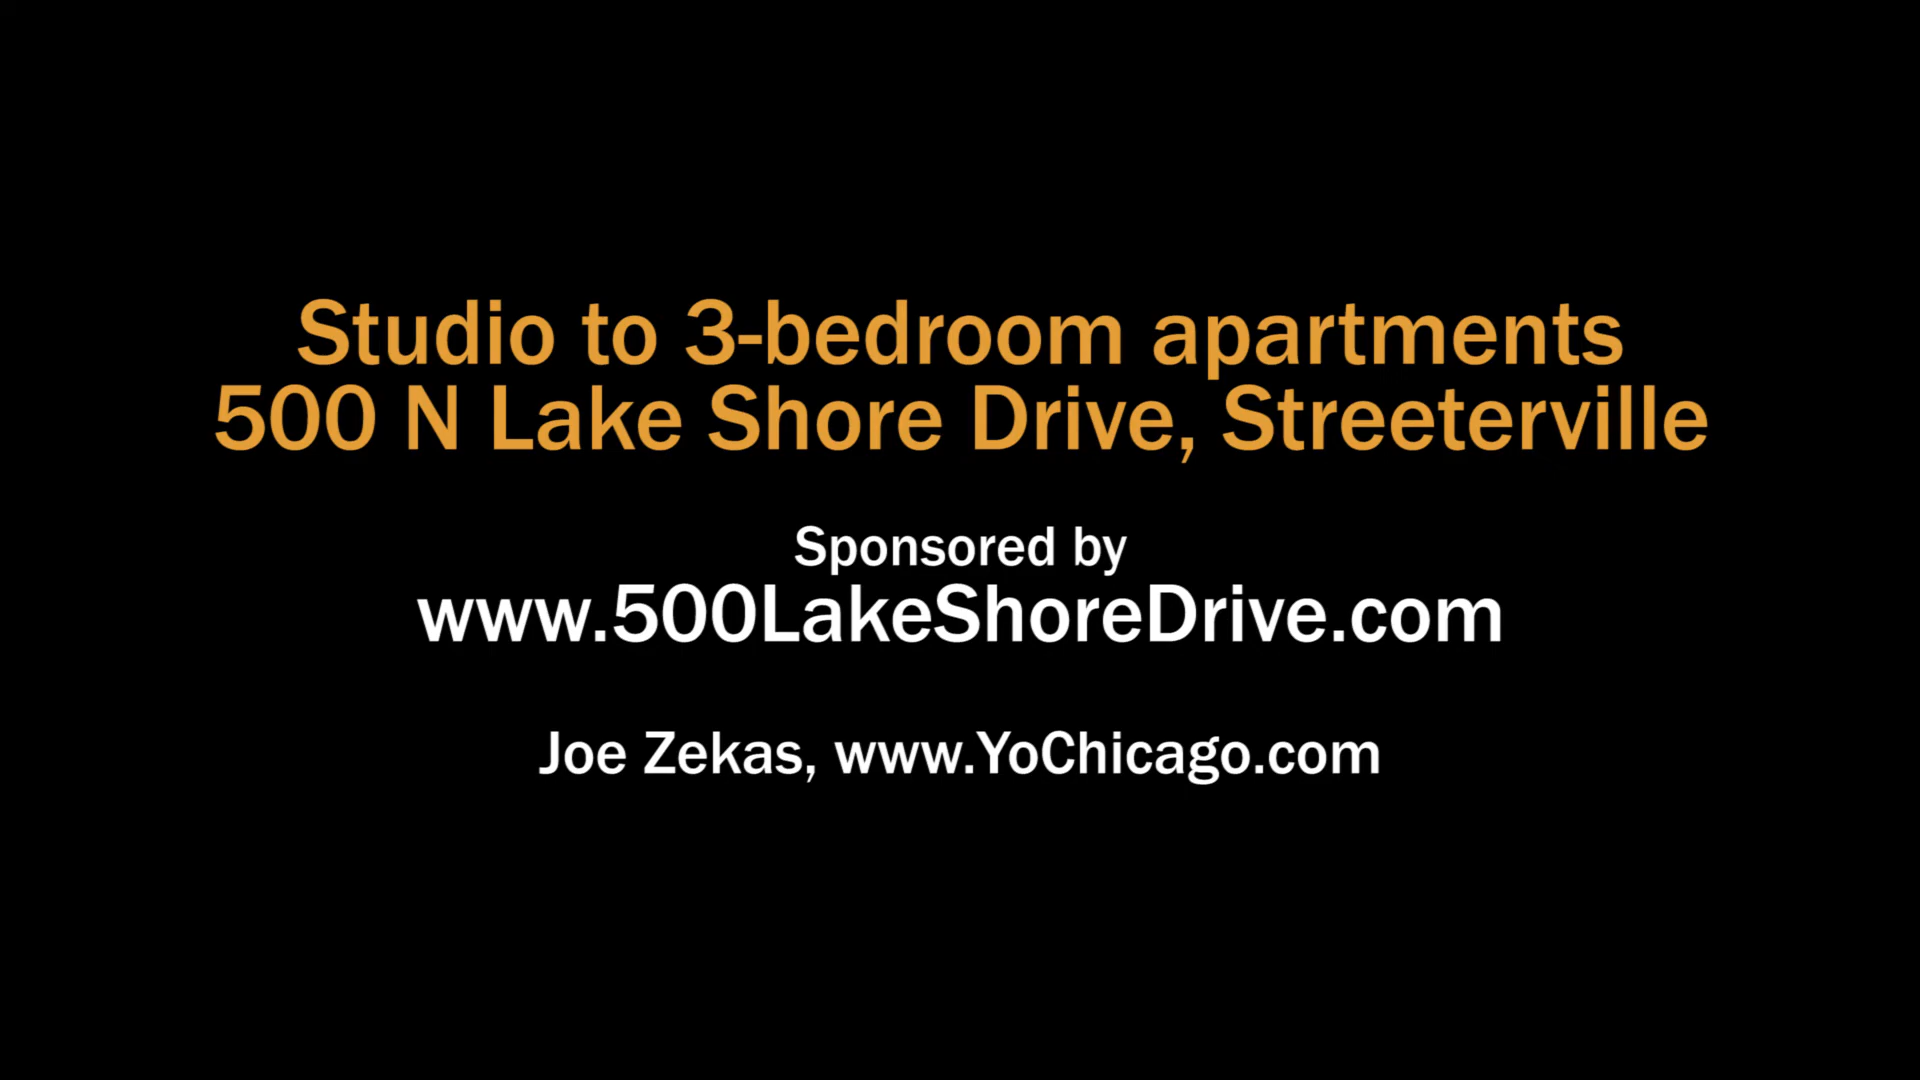 Studio to 3-bedroom apartments
500 N Lake Shore Drive, Streeterville
Sponsored by
www.500LakeShoreDrive.com
Joe Zekas, www.YoChicago.com